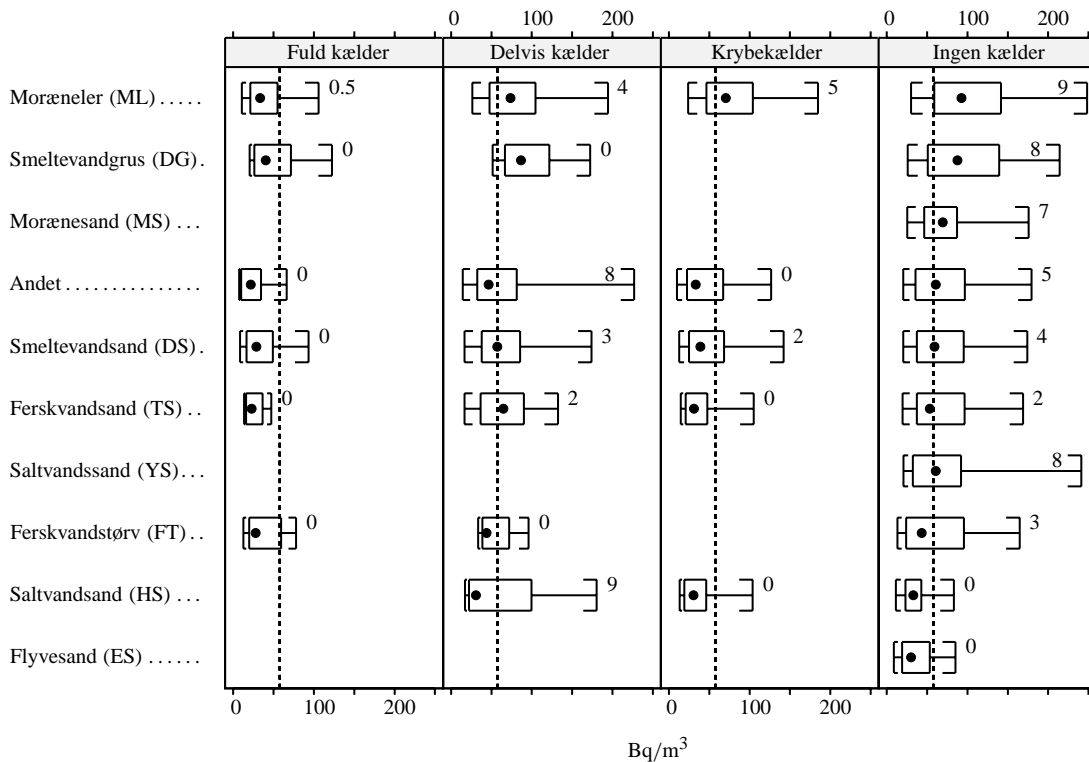 0 100 200 0 100 200
Fuld kælder Delvis kælder Krybekælder Ingen kælder
Moræneler (ML) ..... 0.5 4 5 9
Smeltevandgrus (DG). 0 0 8
Morænesand (MS) ... 7
Andet ............... 0 8 0 5
Smeltevandsand (DS). 0 3 2 4
Ferskvandsand (TS) .. 0 2 0 2
Saltvandssand (YS)... 8
Ferskvandstørv (FT) .. 0 0 3
Saltvandsand (HS) ... 9 0 0
Flyvesand (ES) ...... 0
0 100 200 0 100 200
Bq/m³